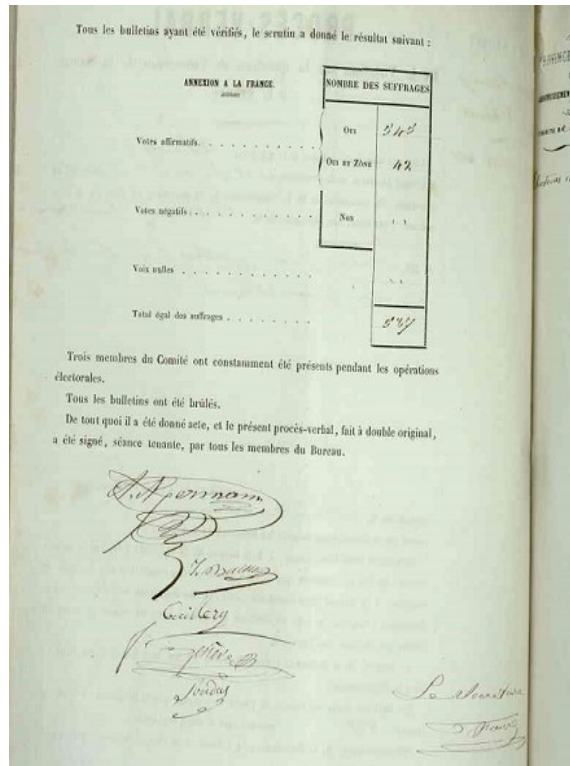 Tous les bulletins ayant été vérifiés, le scrutin a donné le résultat suivant :
ANNEXION A LA FRANCE.
NOMBRE DES SUFFRAGES
Votes affirmatifs. . . . . . . . . . . .
Oui
Oui et Zône 42
Votes négatifs . . . . . . . . . . . . Non
Voix nulles . . . . . . . . . . . .
Total égal des suffrages . . . . . . . .
Trois membres du Comité ont constamment été présents pendant les opérations
électorales.
Tous les bulletins ont été brûlés.
De tout quoi il a été donné acte, et le présent procès-verbal, fait à double original,
a été signé, séance tenante, par tous les membres du Bureau.
Le Secrétaire